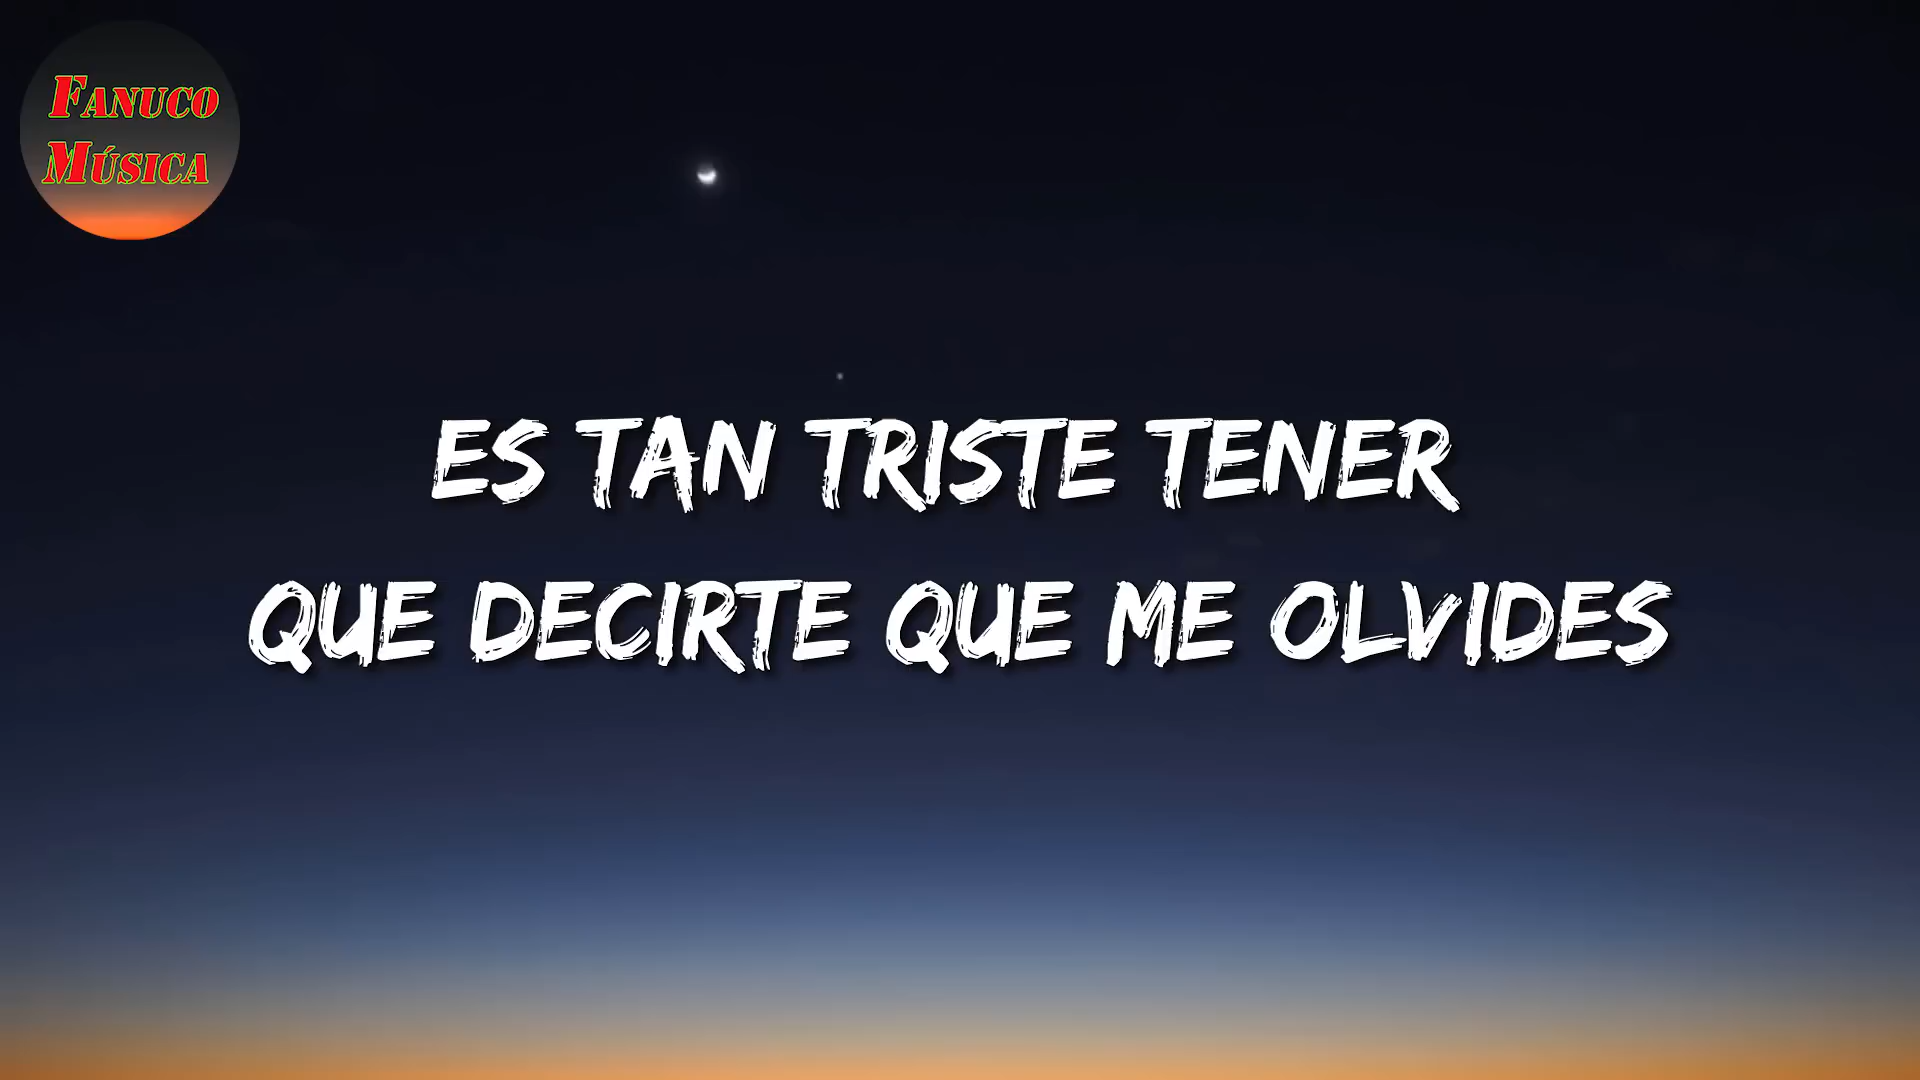 FANUCO
MÚSICA
ES TAN TRISTE TENER
QUE DECIRTE QUE ME OLVIDES